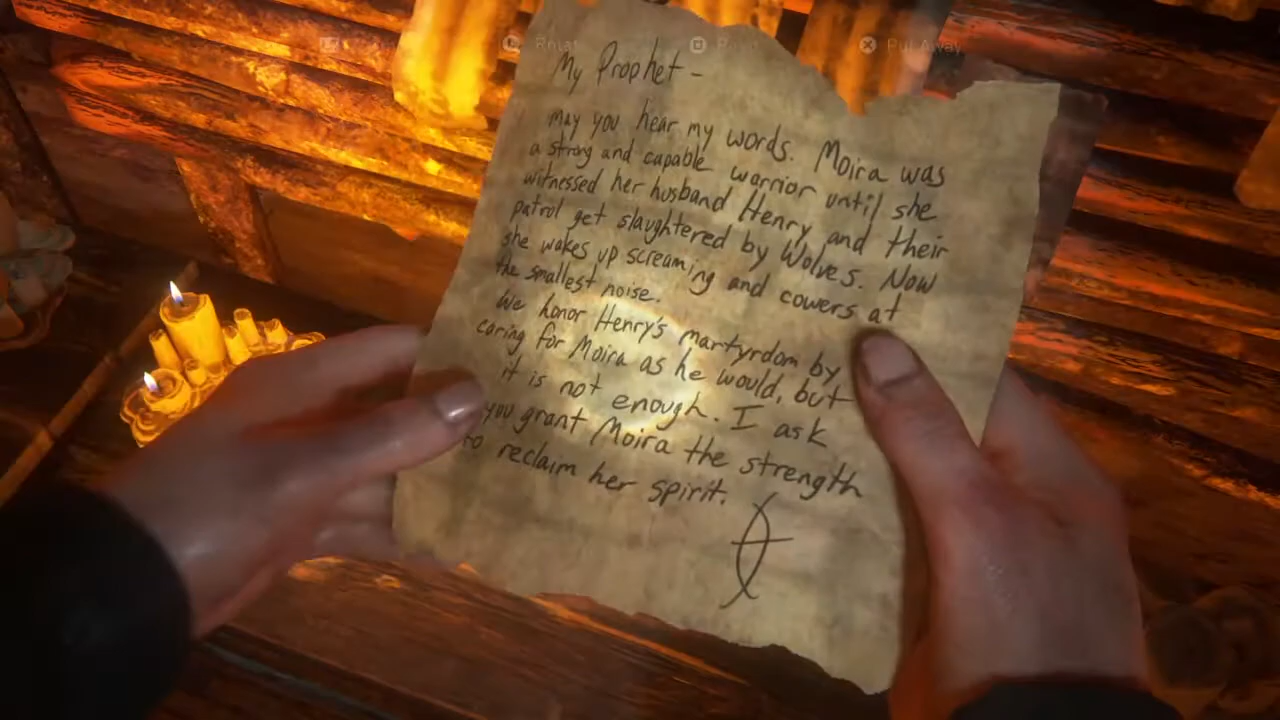 Rotate
Put Away
My Prophet -
May you hear my words. Moira was
a strong and capable warrior until she
witnessed her husband Henry and their
patrol get slaughtered by Wolves. Now
she wakes up screaming and cowers at
the smallest noise.
We honor Henry's martyrdom by
caring for Moira as he would, but
it is not enough. I ask
you grant Moira the strength
to reclaim her spirit.